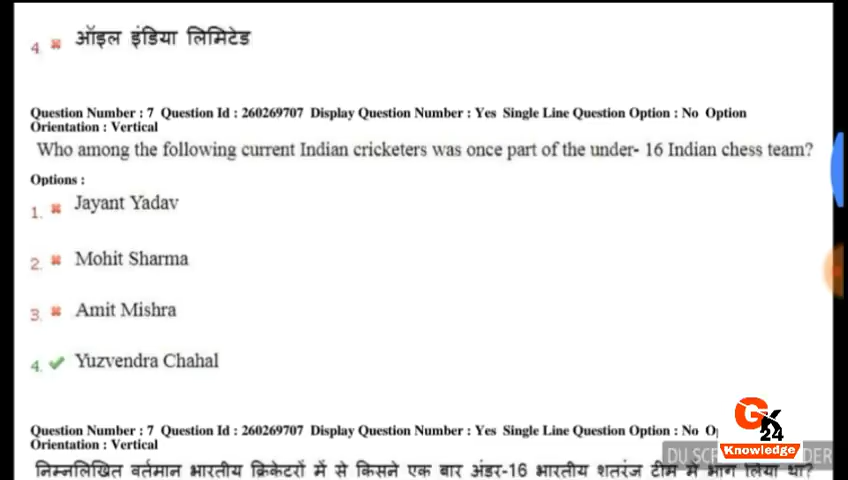 4. ऑइल इंडिया लिमिटेड
Question Number : 7 Question Id : 260269707 Display Question Number : Yes Single Line Question Option : No Option
Orientation : Vertical
Who among the following current Indian cricketers was once part of the under- 16 Indian chess team?
Options :
1. Jayant Yadav
2. Mohit Sharma
3. Amit Mishra
4. Yuzvendra Chahal
Question Number : 7 Question Id : 260269707 Display Question Number : Yes Single Line Question Option : No
Orientation : Vertical
GK
24
Knowledge
DU
DER
निम्नलिखित वर्तमान भारतीय क्रिकेटरों में से किसने एक बार अंडर-16 भारतीय शतरंज टीम में भाग लिया था?